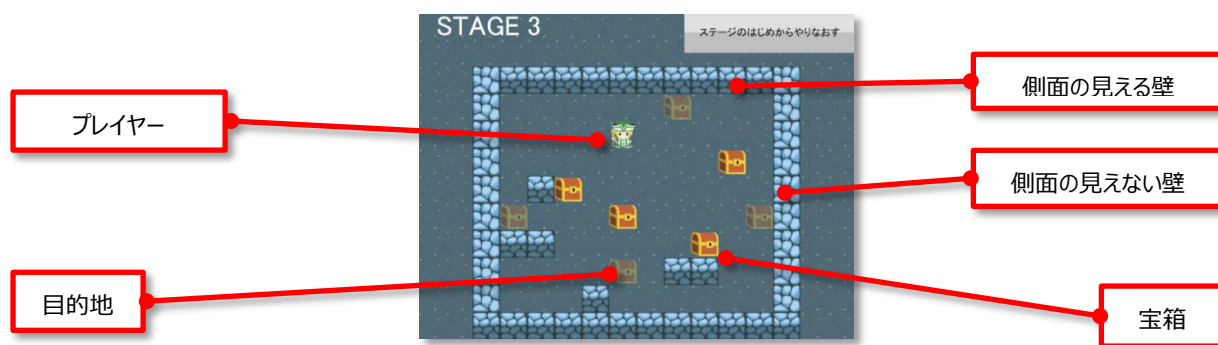 STAGE 3
ステージのはじめからやりなおす
側面の見える壁
プレイヤー
側面の見えない壁
目的地
宝箱